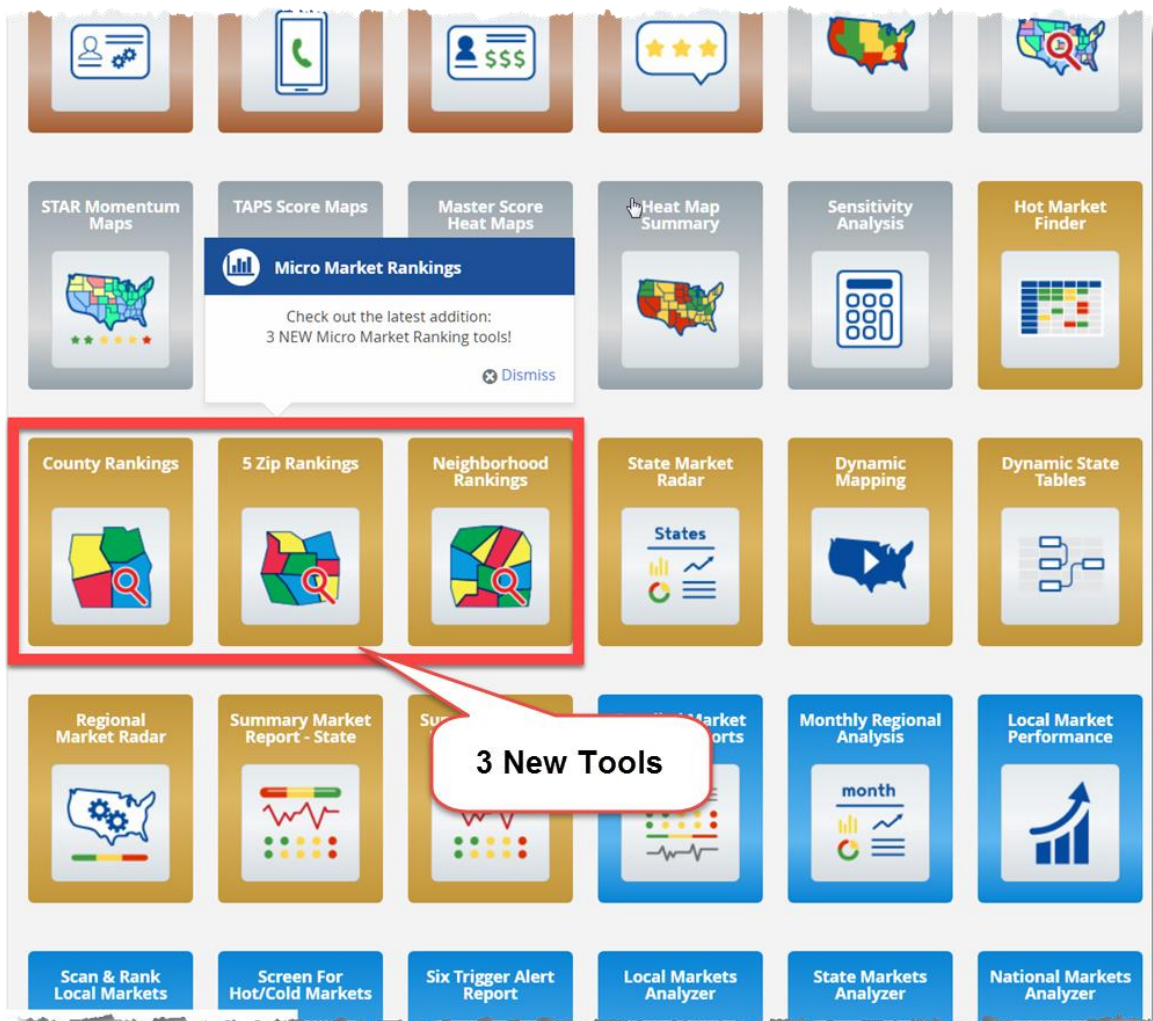 $$$
STAR Momentum
Maps
TAPS Score Maps
Master Score
Heat Maps
Heat Map
Summary
Sensitivity
Analysis
Hot Market
Finder
Micro Market Rankings
Check out the latest addition:
3 NEW Micro Market Ranking tools!
Dismiss
County Rankings
5 Zip Rankings
Neighborhood
Rankings
State Market
Radar
States
Dynamic
Mapping
Dynamic State
Tables
Regional
Market Radar
Summary Market
Report - State
Market
Monthly Regional
Analysis
month
Local Market
Performance
3 New Tools
Scan & Rank
Local Markets
Screen For
Hot/Cold Markets
Six Trigger Alert
Report
Local Markets
Analyzer
State Markets
Analyzer
National Markets
Analyzer